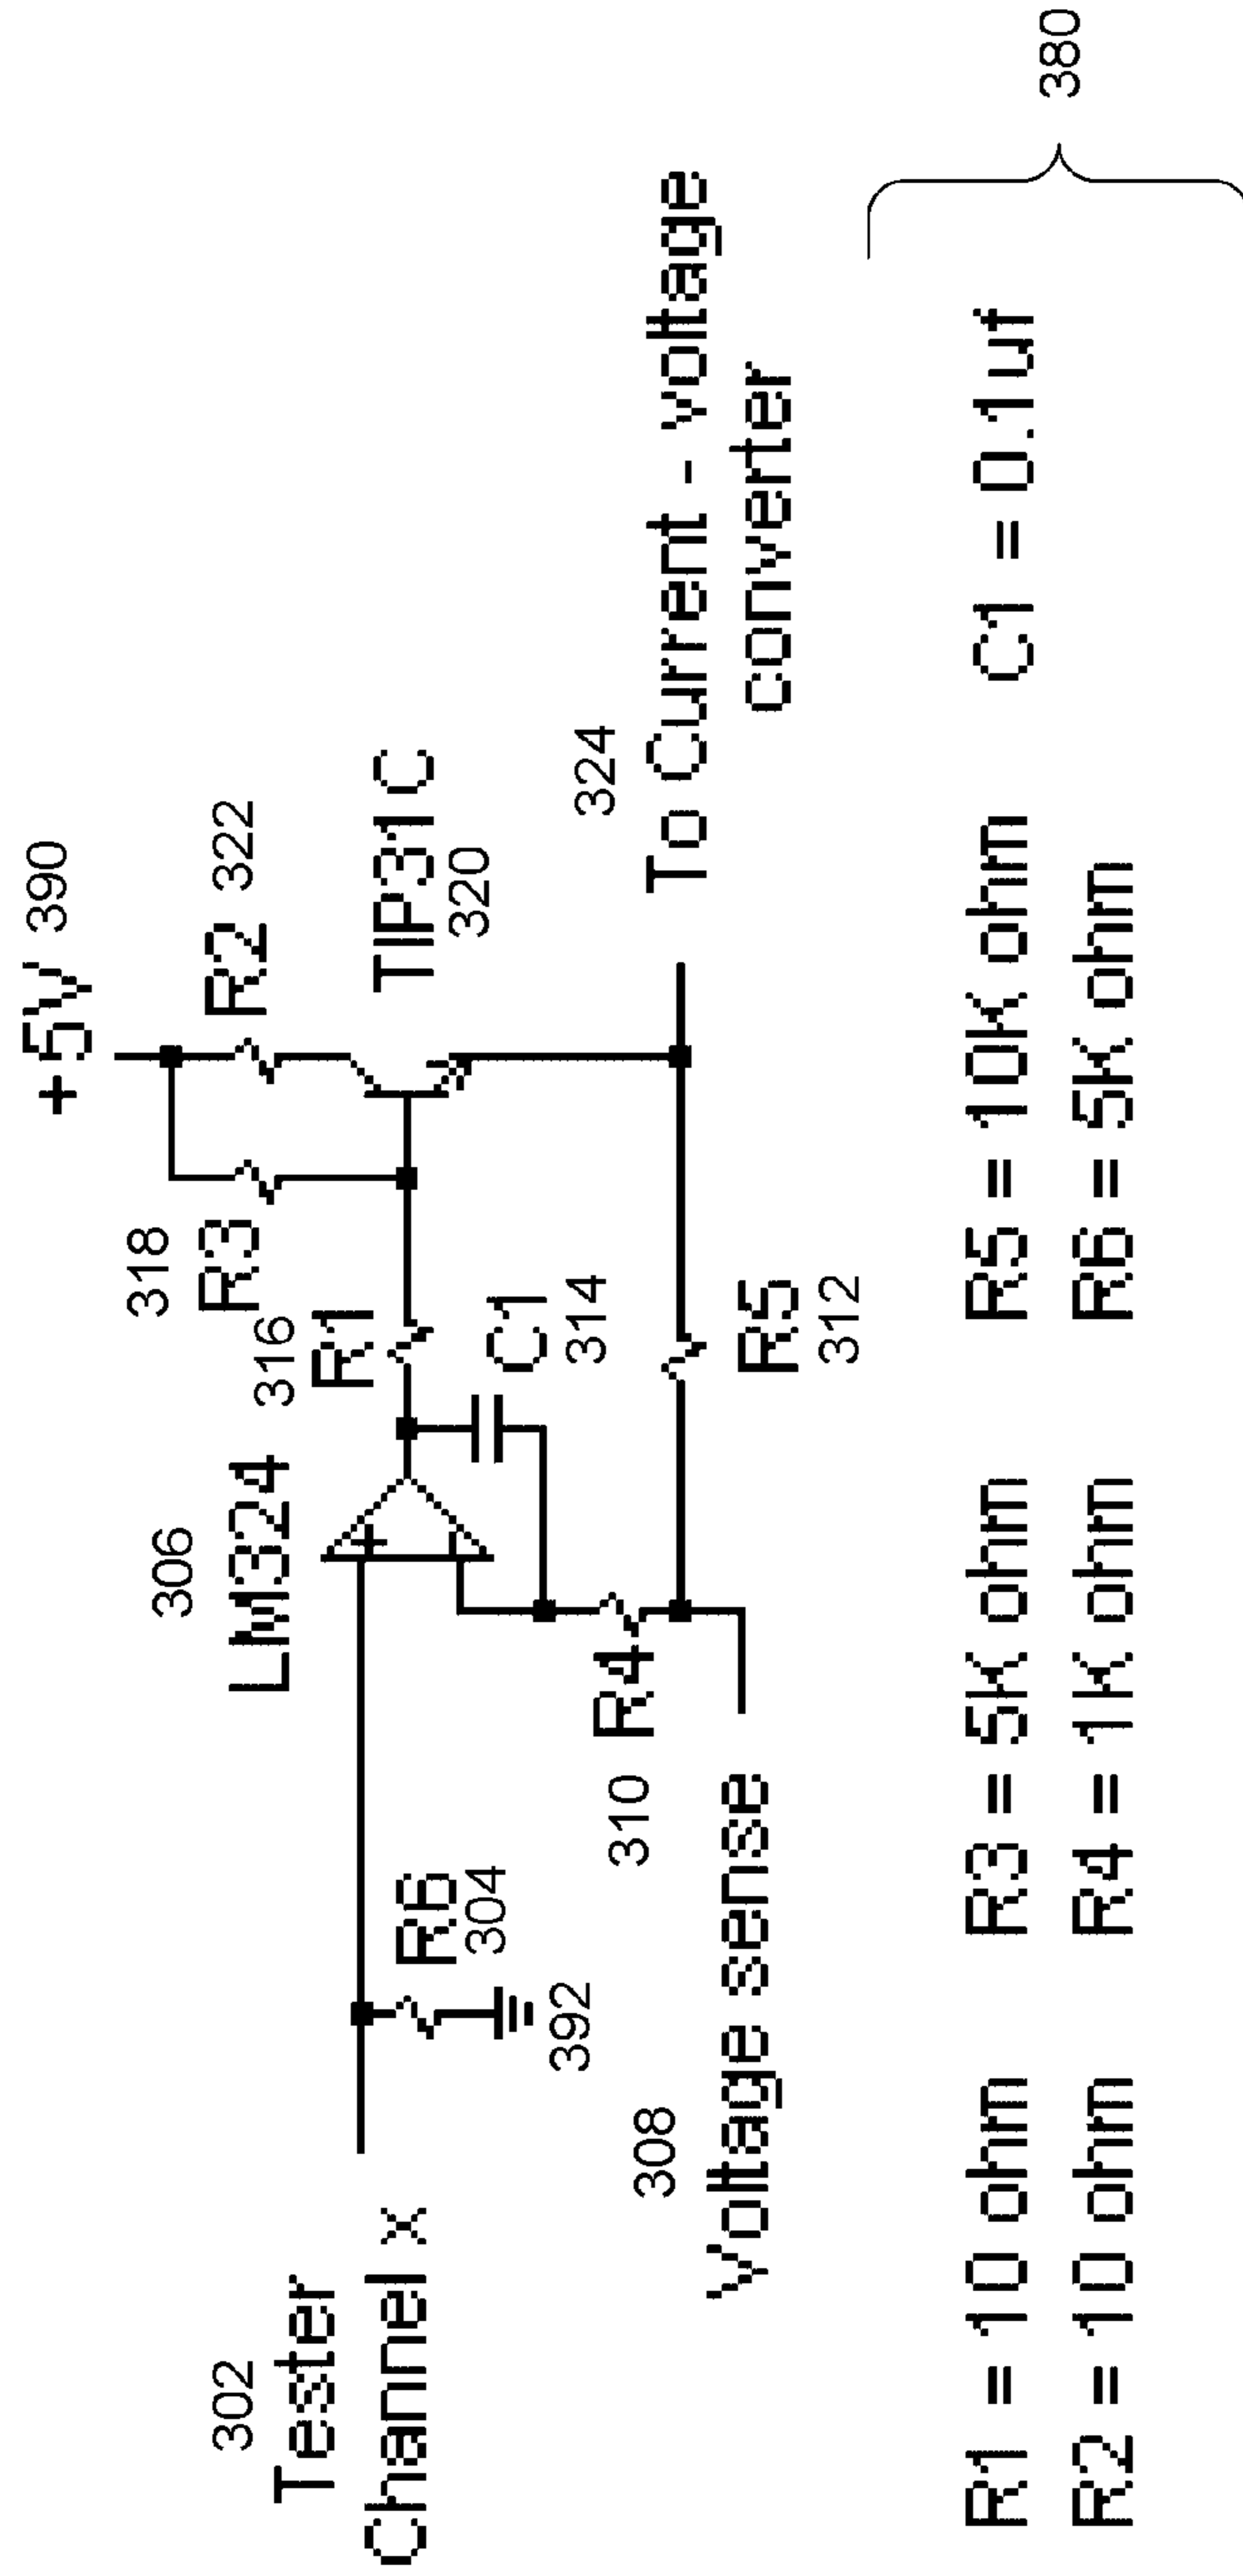 +5V 390
318
R3
R2 322
306
LM324
316
R1
TIP31C
320
302
Tester
Channel x
R6
304
392
C1
314
310 R4
324
To Current - voltage
converter
308
Voltage sense
R5
312
R1 = 10 ohm R3 = 5K ohm R5 = 10K ohm C1 = 0.1uf
R2 = 10 ohm R4 = 1K ohm R6 = 5K ohm
380